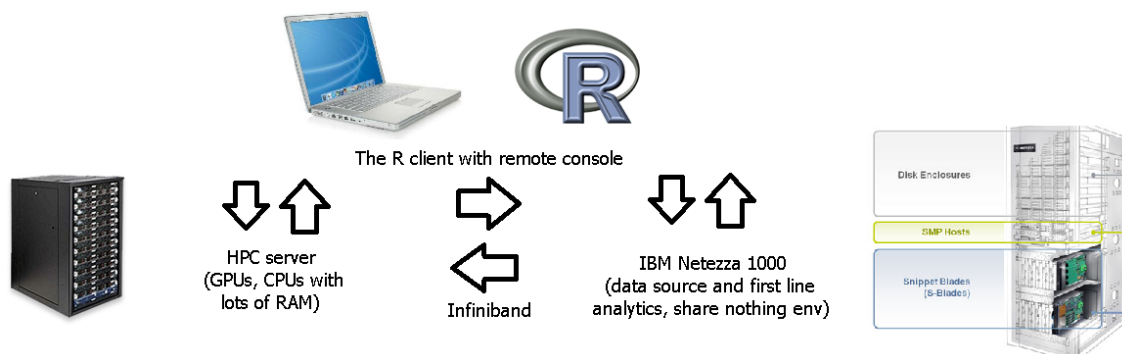 R
The R client with remote console
HPC server
(GPUs, CPUs with
lots of RAM)
Infiniband
IBM Netezza 1000
(data source and first line
analytics, share nothing env)
Disk Enclosures
SMP Hosts
Snippet Blades
(S-Blades)